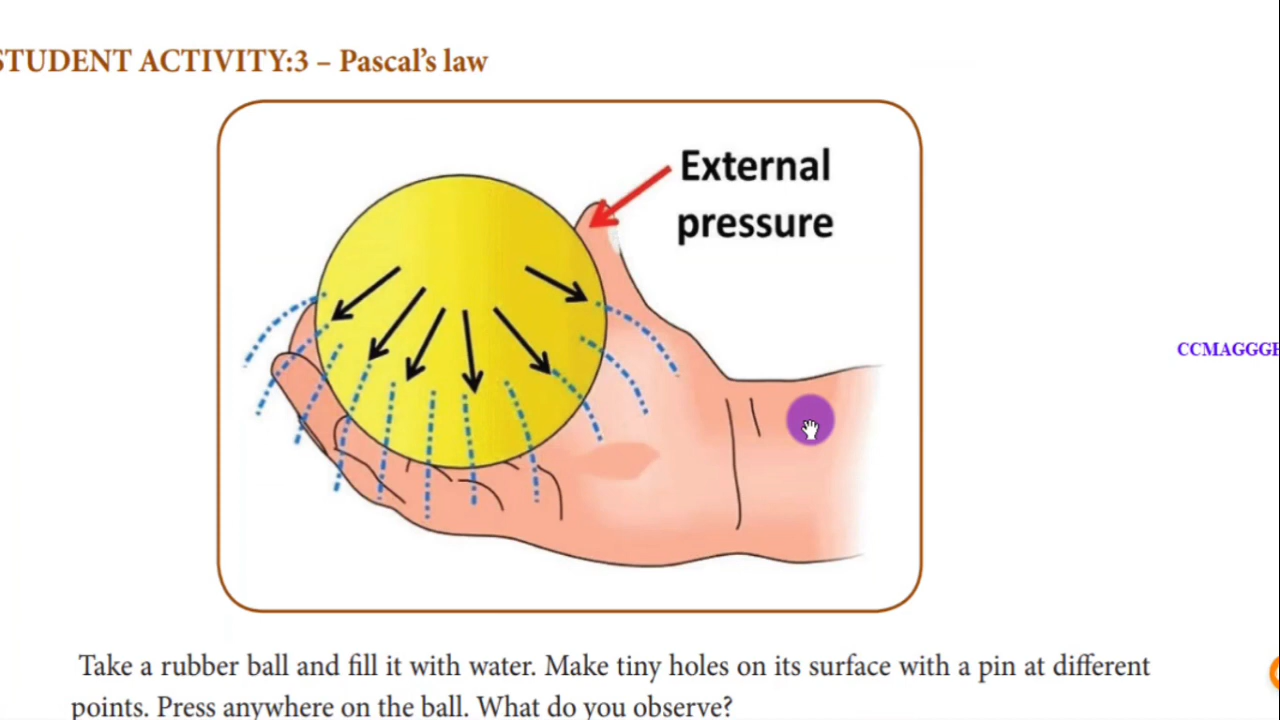 STUDENT ACTIVITY:3 – Pascal’s law
External
pressure
CCMAGGGE
Take a rubber ball and fill it with water. Make tiny holes on its surface with a pin at different
points. Press anywhere on the ball. What do you observe?